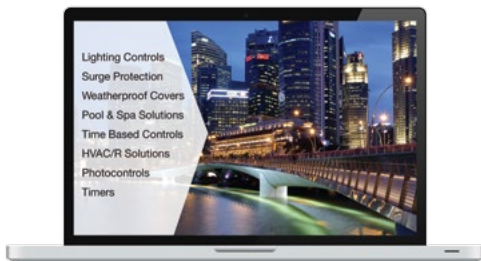 Lighting Controls
Surge Protection
Weatherproof Covers
Pool & Spa Solutions
Time Based Controls
HVAC/R Solutions
Photocontrols
Timers